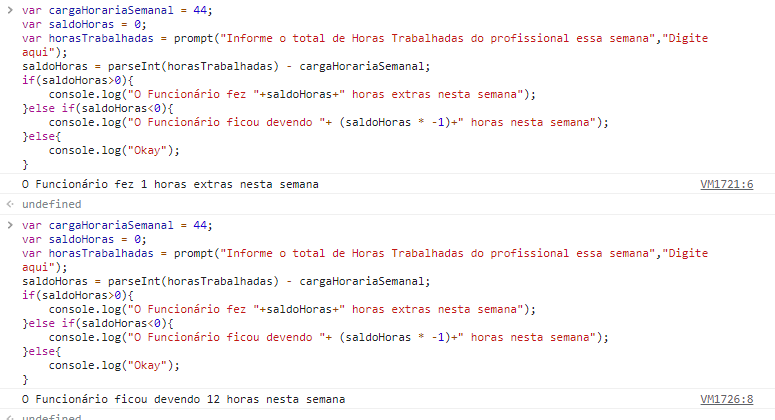 var cargaHorariaSemanal = 44;
var saldoHoras = 0;
var horasTrabalhadas = prompt("Informe o total de Horas Trabalhadas do profissional essa semana","Digite
aqui");
saldoHoras = parseInt(horasTrabalhadas) - cargaHorariaSemanal;
if(saldoHoras>0){
    console.log("O Funcionário fez "+saldoHoras+" horas extras nesta semana");
}else if(saldoHoras<0){
    console.log("O Funcionário ficou devendo "+ (saldoHoras * -1)+" horas nesta semana");
}else{
    console.log("Okay");
}
O Funcionário fez 1 horas extras nesta semana VM1721:6
undefined
var cargaHorariaSemanal = 44;
var saldoHoras = 0;
var horasTrabalhadas = prompt("Informe o total de Horas Trabalhadas do profissional essa semana","Digite
aqui");
saldoHoras = parseInt(horasTrabalhadas) - cargaHorariaSemanal;
if(saldoHoras>0){
    console.log("O Funcionário fez "+saldoHoras+" horas extras nesta semana");
}else if(saldoHoras<0){
    console.log("O Funcionário ficou devendo "+ (saldoHoras * -1)+" horas nesta semana");
}else{
    console.log("Okay");
}
O Funcionário ficou devendo 12 horas nesta semana VM1726:8
undefined